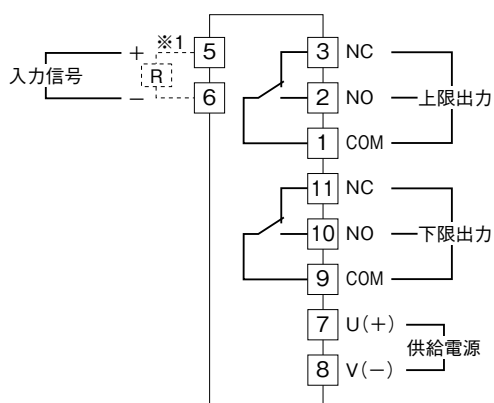 ※1
+ 5
入力信号 R
− 6
3 NC
2 NO 上限出力
1 COM
11 NC
10 NO 下限出力
9 COM
7 U(+)
供給電源
8 V(−)